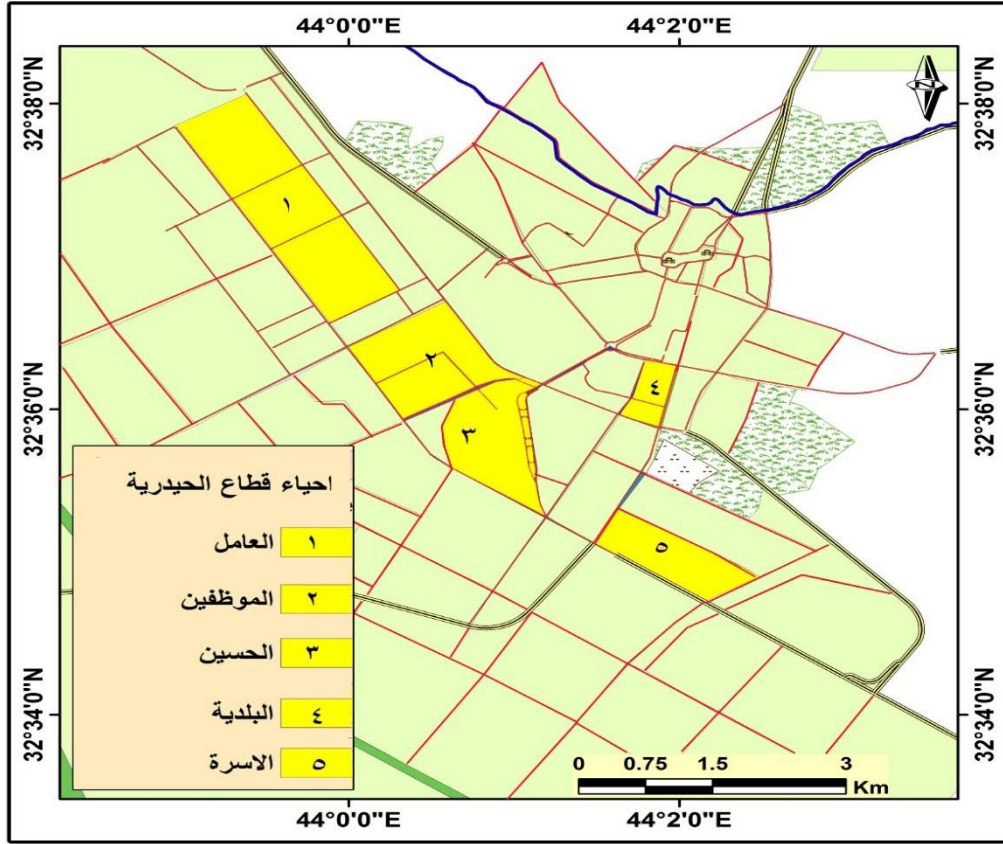 44°0'0"E 44°2'0"E
32°38'0"N 32°38'0"N
١
٢
32°36'0"N ٤ 32°36'0"N
٣
احياء قطاع الحيدرية
٥
العامل ١
الموظفين ٢
الحسين ٣
32°34'0"N 32°34'0"N
البلدية ٤
الاسرة ٥
0 0.75 1.5 3
Km
44°0'0"E 44°2'0"E